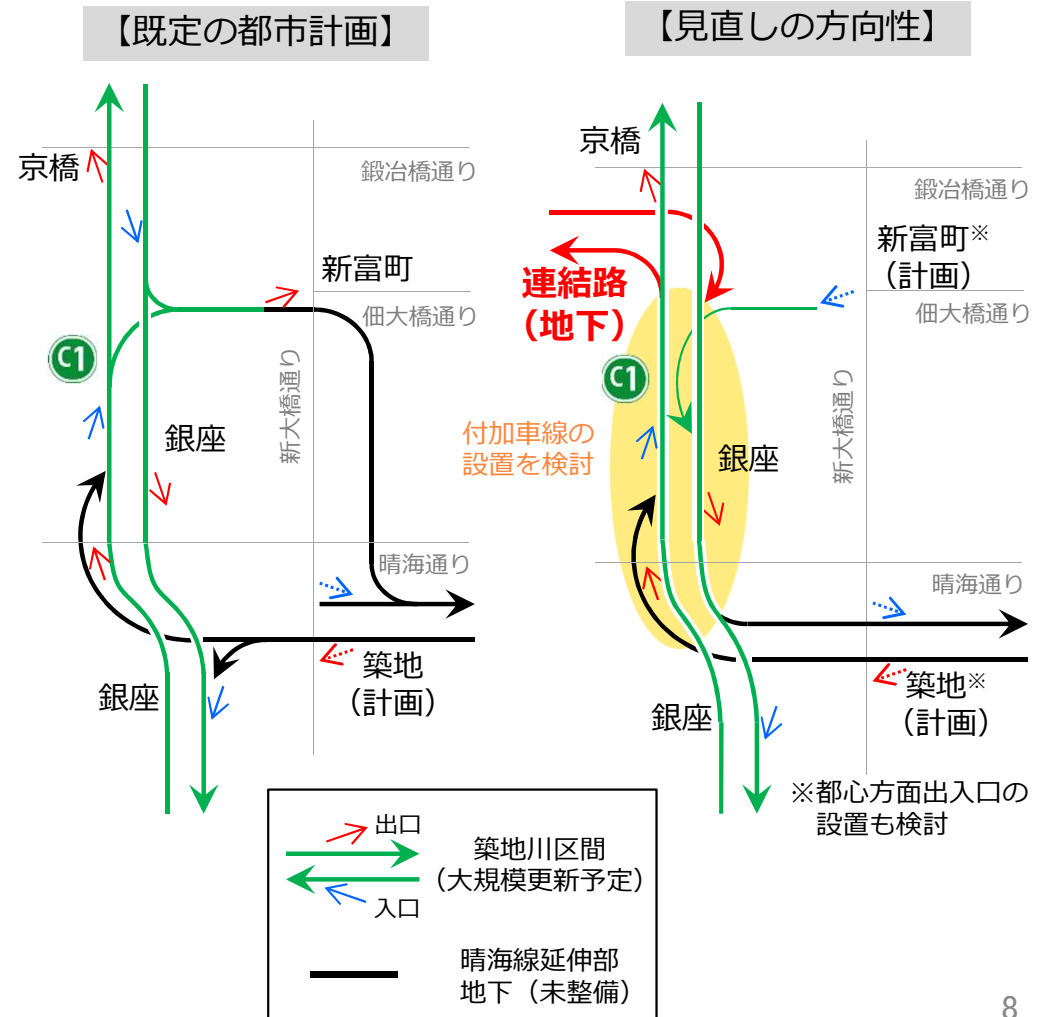 【既定の都市計画】
京橋
鍛冶橋通り
新富町
佃大橋通り
C1
新大橋通り
銀座
晴海通り
築地
（計画）
銀座
【見直しの方向性】
京橋
鍛冶橋通り
新富町※
（計画）
連結路
（地下）
佃大橋通り
C1
新大橋通り
付加車線の
設置を検討
銀座
晴海通り
築地※
（計画）
銀座
※都心方面出入口の
設置も検討
出口
築地川区間
（大規模更新予定）
入口
晴海線延伸部
地下（未整備）
8